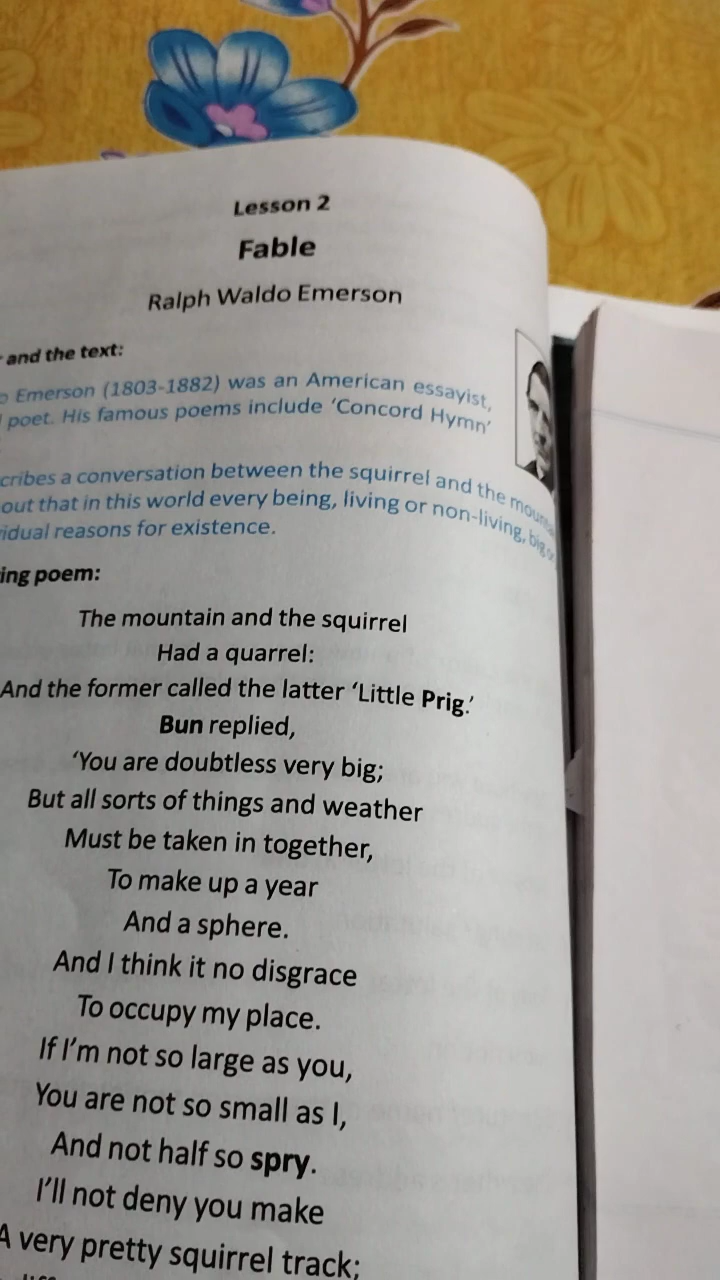 Lesson 2
Fable
Ralph Waldo Emerson
and the text:
Emerson (1803-1882) was an American essayist,
poet. His famous poems include ‘Concord Hymn’
cribes a conversation between the squirrel and the
out that in this world every being, living or non-living, big
idual reasons for existence.
ing poem:
The mountain and the squirrel
Had a quarrel:
And the former called the latter ‘Little Prig.’
Bun replied,
‘You are doubtless very big;
But all sorts of things and weather
Must be taken in together,
To make up a year
And a sphere.
And I think it no disgrace
To occupy my place.
If I’m not so large as you,
You are not so small as I,
And not half so spry.
I’ll not deny you make
A very pretty squirrel track;